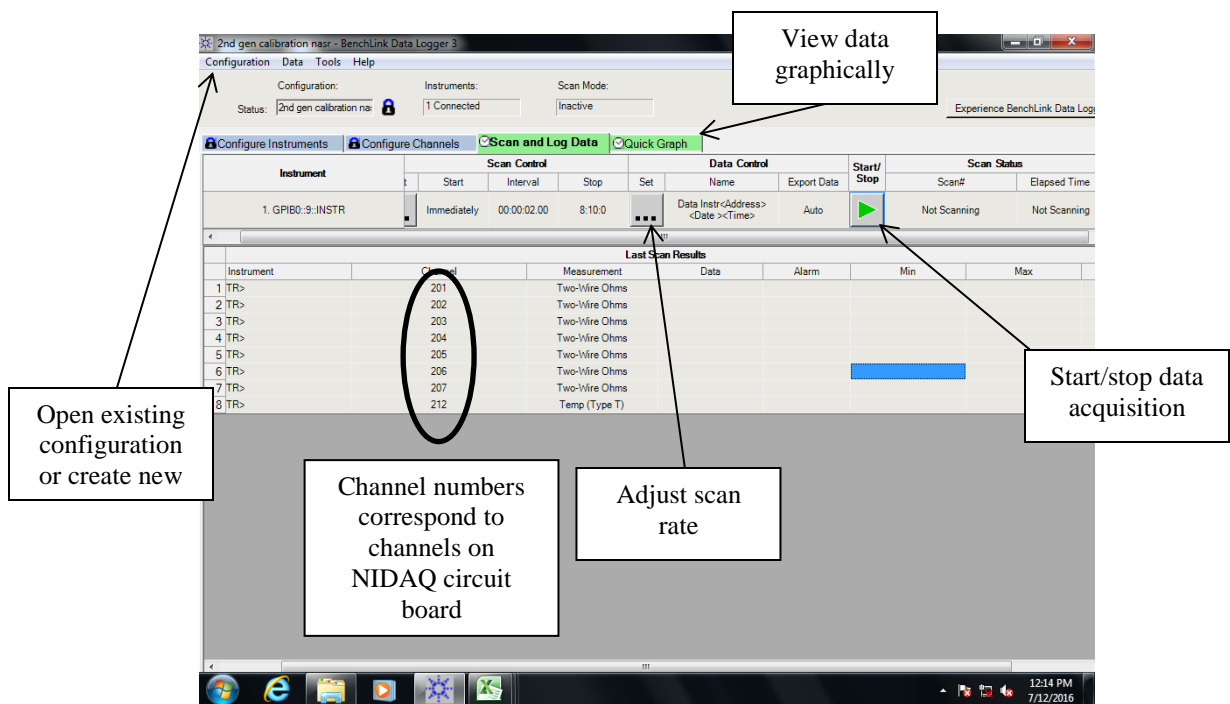 2nd gen calibration nasr - BenchLink Data Logger 3
View data
graphically
Configuration Data Tools Help
Configuration: Instruments: Scan Mode:
Status: 2nd gen calibration na 1 Connected Inactive
Experience BenchLink Data Logg
Configure Instruments Configure Channels Scan and Log Data Quick Graph
Instrument Scan Control Data Control Start/ Stop Scan Status
t Start Interval Stop Set Name Export Data Scan# Elapsed Time
1. GPIB0::9::INSTR Immediately 00:00:02.00 8:10:0 ... Data Instr<Address> <Date ><Time> Auto Not Scanning Not Scanning
Last Scan Results
Instrument Channel Measurement Data Alarm Min Max
1 TR> 201 Two-Wire Ohms
2 TR> 202 Two-Wire Ohms
3 TR> 203 Two-Wire Ohms
4 TR> 204 Two-Wire Ohms
5 TR> 205 Two-Wire Ohms
6 TR> 206 Two-Wire Ohms
7 TR> 207 Two-Wire Ohms
8 TR> 212 Temp (Type T)
Open existing
configuration
or create new
Channel numbers
correspond to
channels on
NIDAQ circuit
board
Adjust scan
rate
Start/stop data
acquisition
12:14 PM
7/12/2016